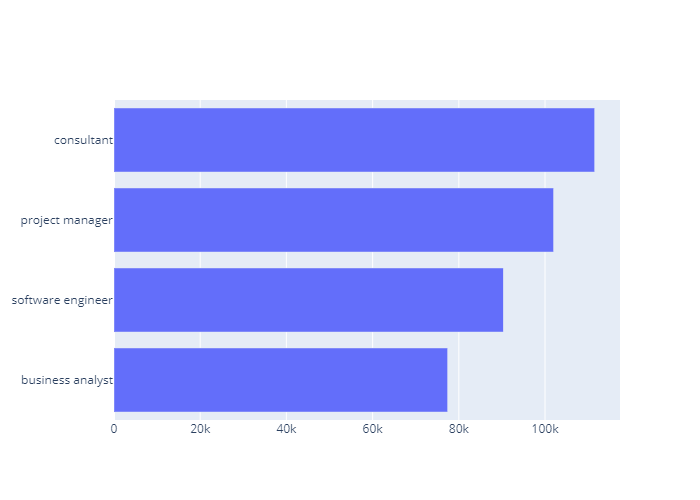 consultant
project manager
software engineer
business analyst
0 20k 40k 60k 80k 100k